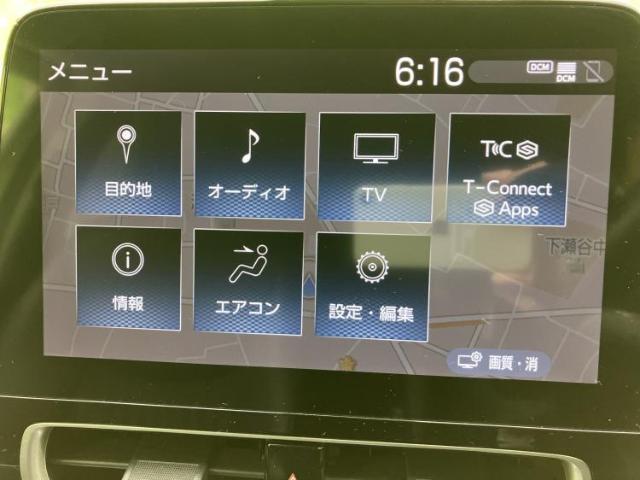 メニュー
6:16
DCM
DCM
目的地
オーディオ
TV
T C
T-Connect
Apps
情報
エアコン
設定・編集
下瀬谷中
画質・消